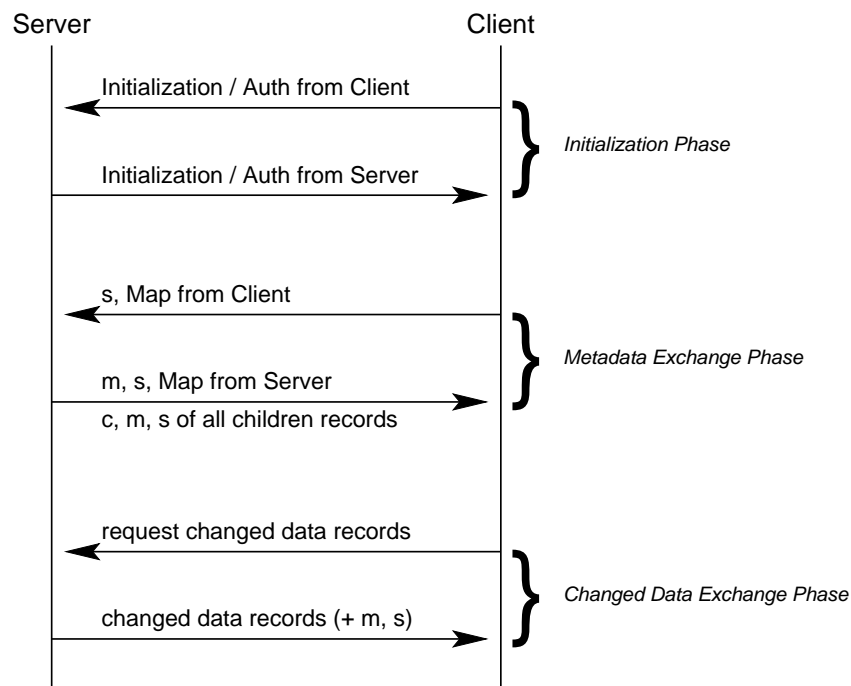 Server
Client
Initialization / Auth from Client
Initialization Phase
Initialization / Auth from Server
s, Map from Client
Metadata Exchange Phase
m, s, Map from Server
c, m, s of all children records
request changed data records
Changed Data Exchange Phase
changed data records (+ m, s)